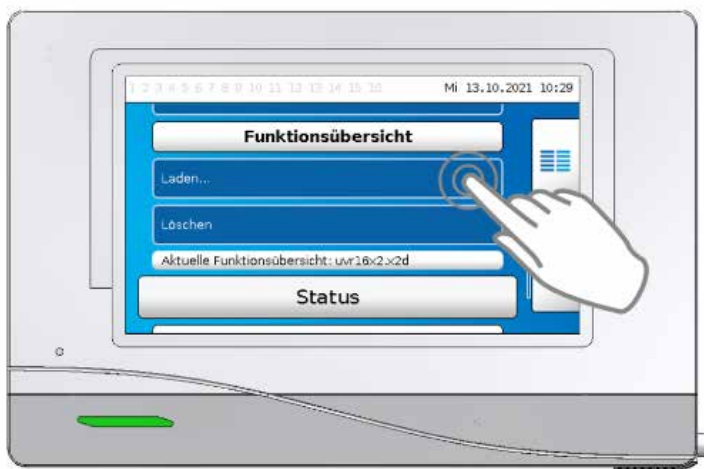 1 2 3 4 5 6 7 8 9 10 11 12 13 14 15 16 Mi 13.10.2021 10:29
Funktionsübersicht
Laden...
Löschen
Aktuelle Funktionsübersicht: uvr16x2.x2d
Status